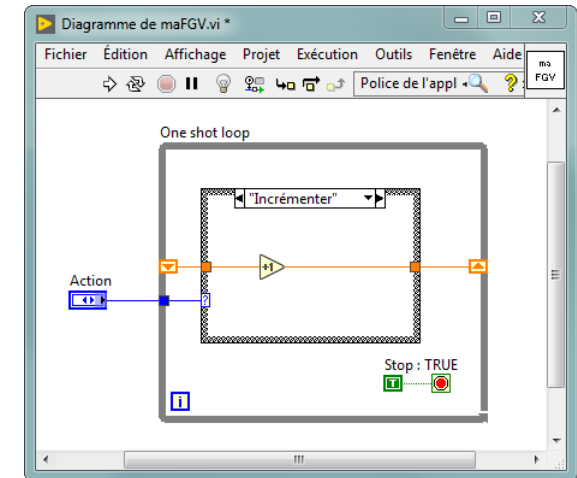 Diagramme de maFGV.vi *
Fichier Édition Affichage Projet Exécution Outils Fenêtre Aide
ma
FGV
Police de l'appl
?
One shot loop
"Incrémenter"
+1
Action
?
Stop : TRUE
T
i